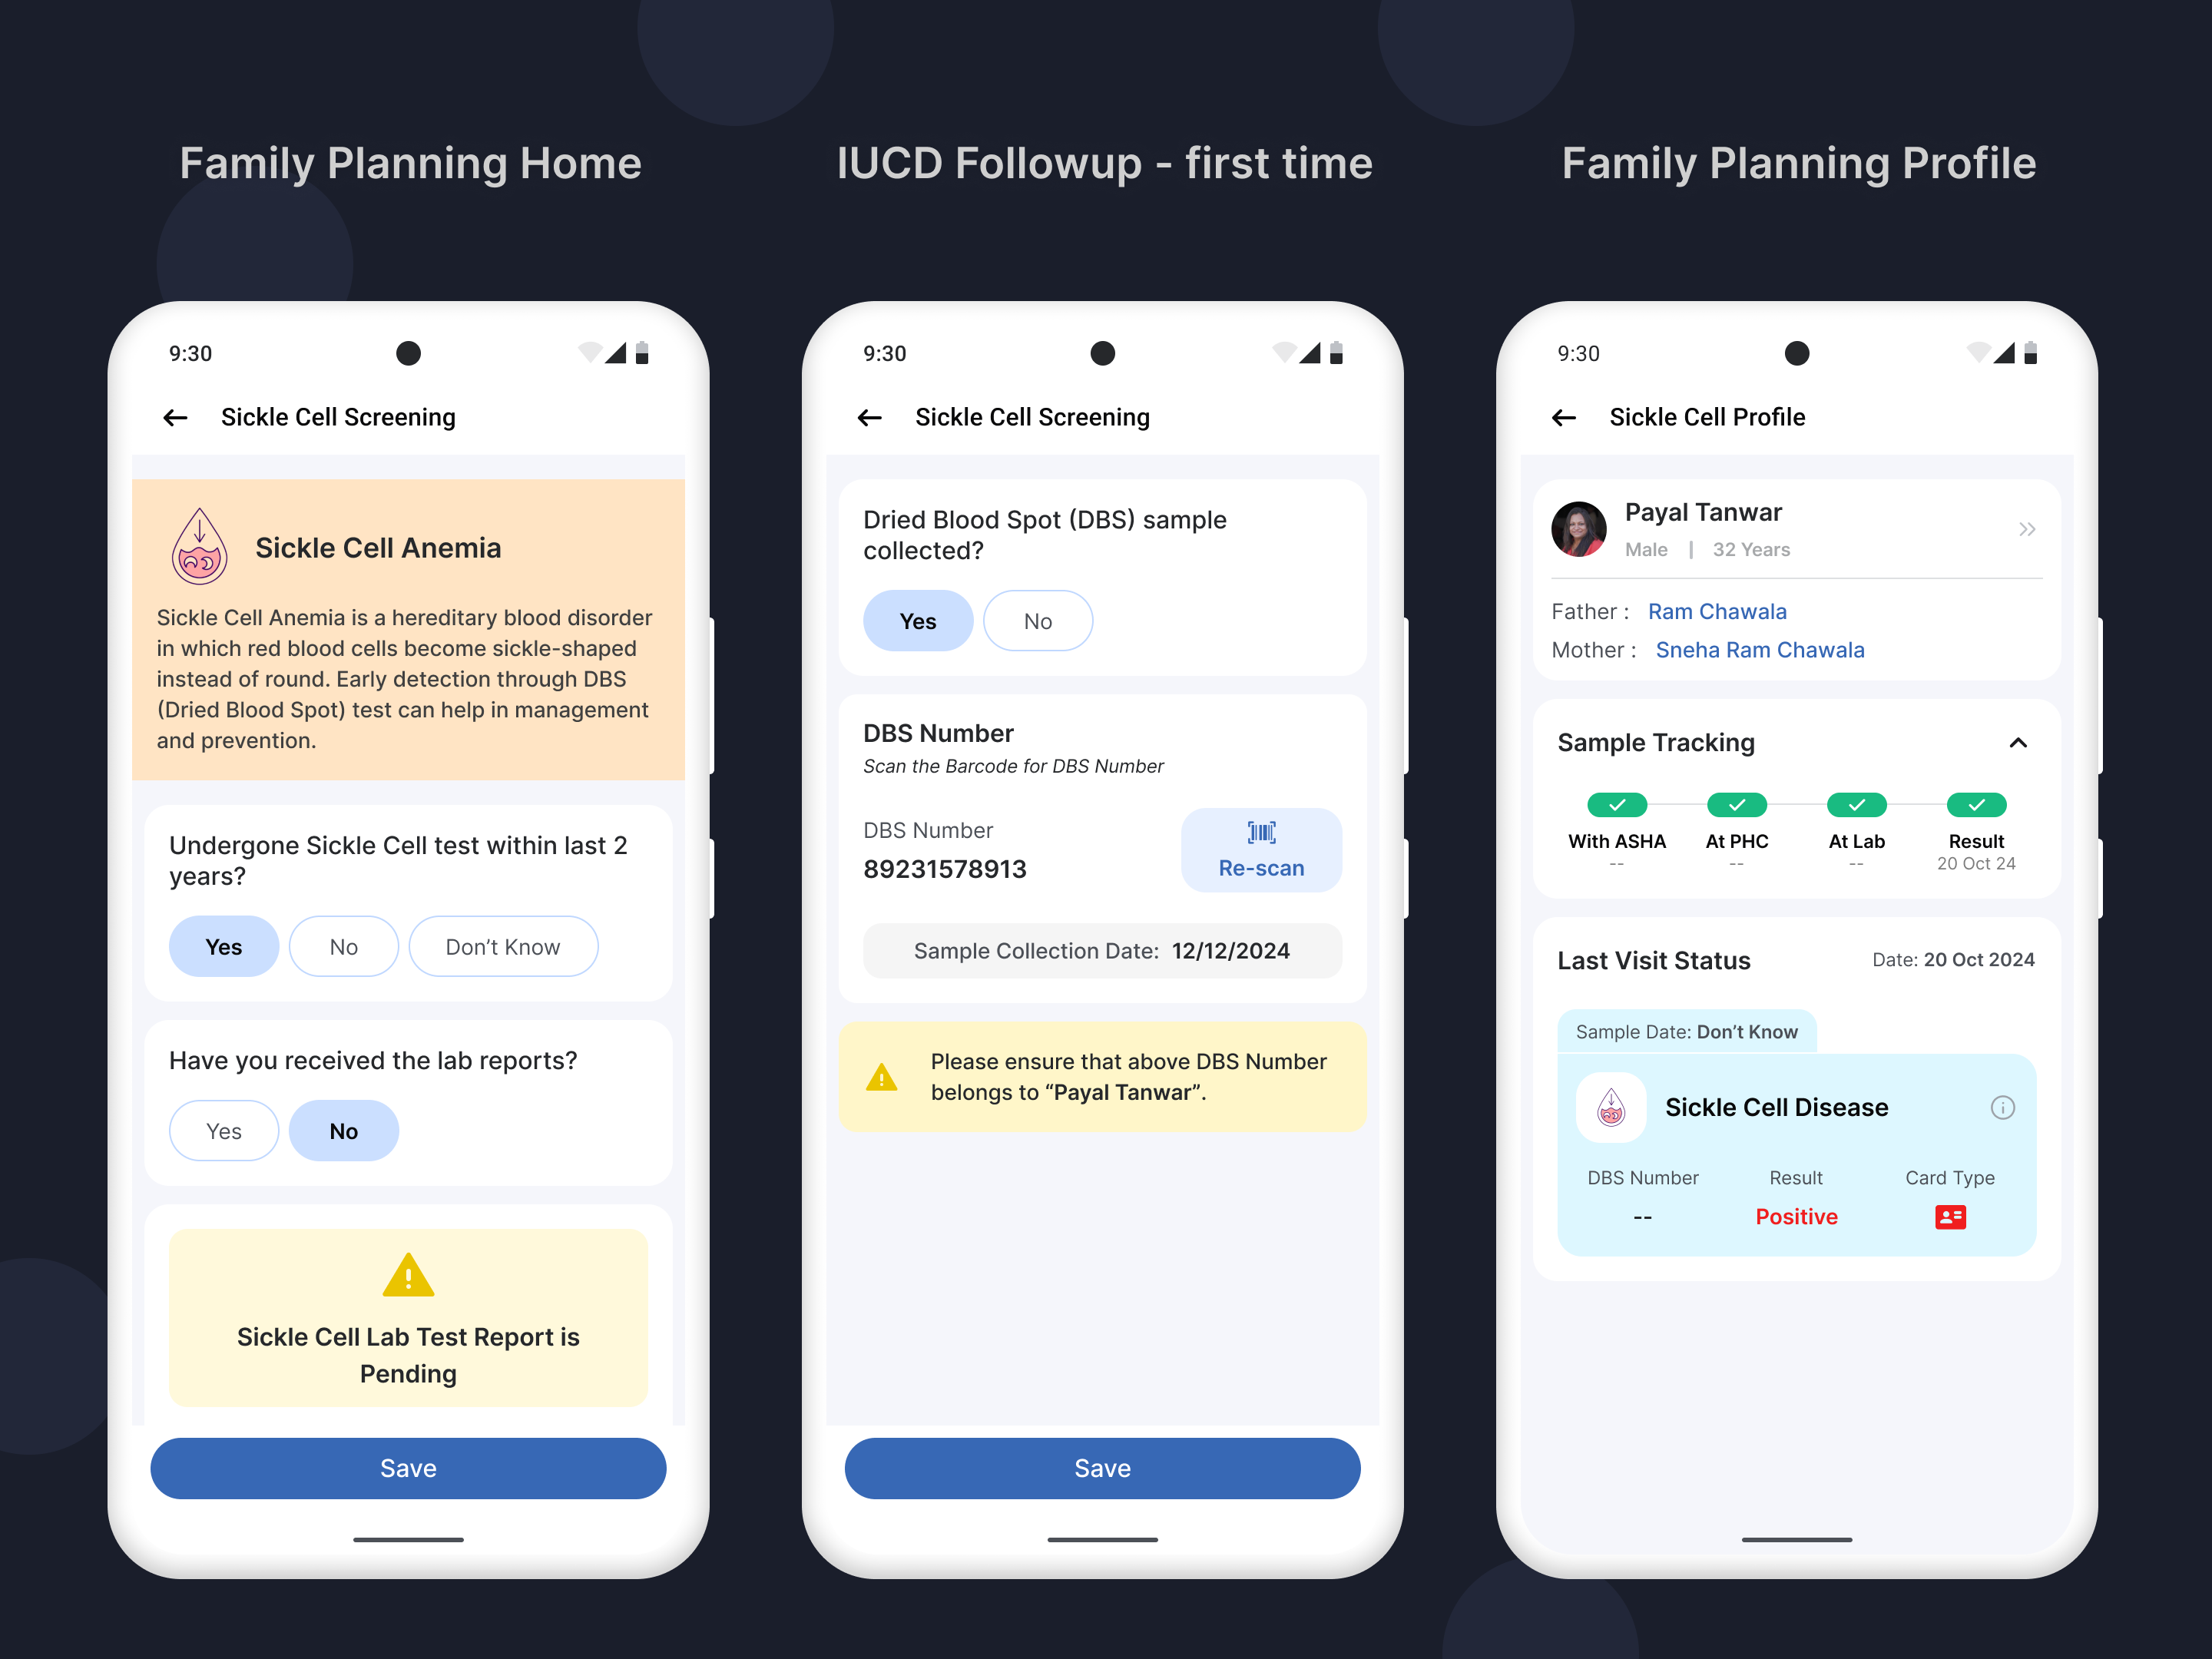 Family Planning Home
9:30
Sickle Cell Screening
Sickle Cell Anemia
Sickle Cell Anemia is a hereditary blood disorder
in which red blood cells become sickle-shaped
instead of round. Early detection through DBS
(Dried Blood Spot) test can help in management
and prevention.
Undergone Sickle Cell test within last 2
years?
Yes No Don’t Know
Have you received the lab reports?
Yes No
Sickle Cell Lab Test Report is
Pending
Save
IUCD Followup - first time
9:30
Sickle Cell Screening
Dried Blood Spot (DBS) sample
collected?
Yes No
DBS Number
Scan the Barcode for DBS Number
DBS Number
89231578913
Re-scan
Sample Collection Date: 12/12/2024
Please ensure that above DBS Number
belongs to “Payal Tanwar”.
Save
Family Planning Profile
9:30
Sickle Cell Profile
Payal Tanwar
Male | 32 Years
Father : Ram Chawala
Mother : Sneha Ram Chawala
Sample Tracking
With ASHA At PHC At Lab Result
-- -- -- 20 Oct 24
Last Visit Status Date: 20 Oct 2024
Sample Date: Don’t Know
Sickle Cell Disease
DBS Number Result Card Type
-- Positive